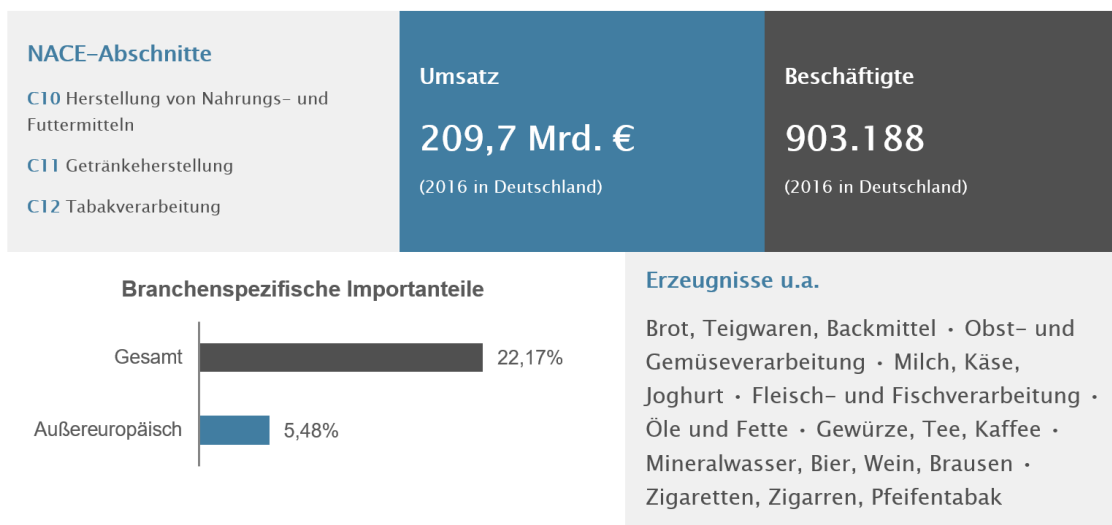 NACE-Abschnitte
C10 Herstellung von Nahrungs- und
Futtermitteln
C11 Getränkeherstellung
C12 Tabakverarbeitung
Umsatz
209,7 Mrd. €
(2016 in Deutschland)
Beschäftigte
903.188
(2016 in Deutschland)
Branchenspezifische Importanteile
Gesamt 22,17%
Außereuropäisch 5,48%
Erzeugnisse u.a.
Brot, Teigwaren, Backmittel · Obst- und
Gemüseverarbeitung · Milch, Käse,
Joghurt · Fleisch- und Fischverarbeitung ·
Öle und Fette · Gewürze, Tee, Kaffee ·
Mineralwasser, Bier, Wein, Brausen ·
Zigaretten, Zigarren, Pfeifentabak